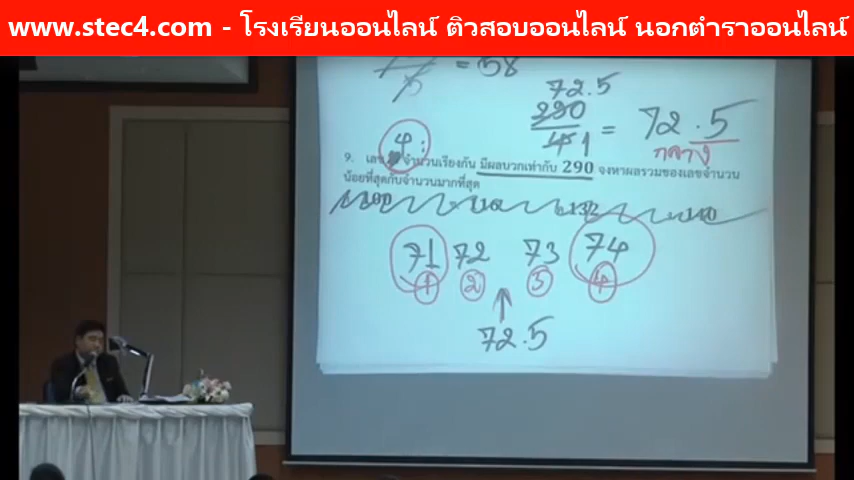 www.stec4.com - โรงเรียนออนไลน์ ติวสอบออนไลน์ นอกตำราออนไลน์
= 58
72.5
290
4 1 = 72.5
กลาง
4
9. เลข จำนวนเรียงกัน มีผลบวกเท่ากับ 290 จงหาผลรวมของเลขจำนวน
น้อยที่สุดกับจำนวนมากที่สุด
71 72 73 74
1 2 3 4
72.5